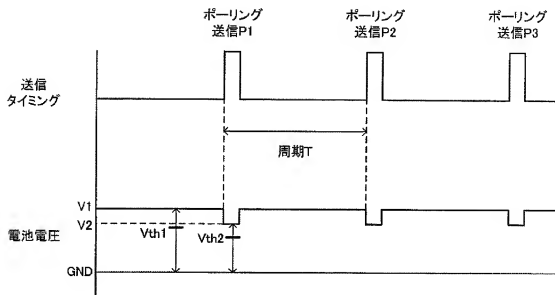 ポーリング
送信P1
ポーリング
送信P2
ポーリング
送信P3
送信
タイミング
周期T
V1
V2
電池電圧
Vth1
Vth2
GND